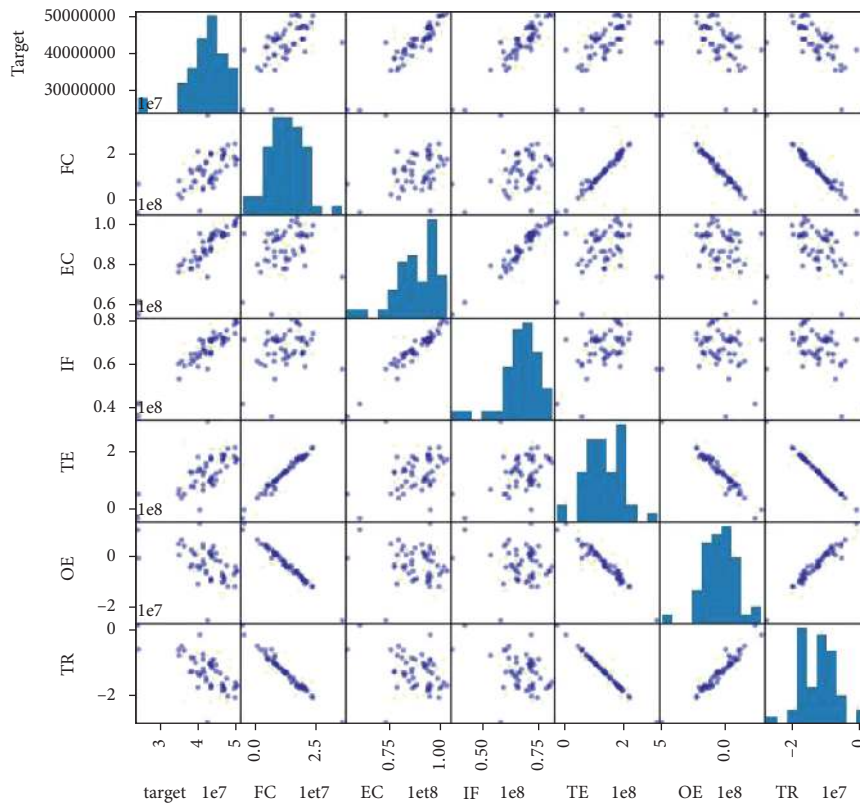 Target
50000000
40000000
30000000
1e7
FC
2
0
1e8
EC
1.0
0.8
0.6
1e8
IF
0.8
0.6
0.4
1e8
TE
2
0
1e8
OE
0
−2
1e7
TR
0
−2
3 4 5 0.0 2.5 0.75 1.00 0.50 0.75 0 2 5 0.0 −2 0
target 1e7 FC 1et7 EC 1et8 IF 1e8 TE 1e8 OE 1e8 TR 1e7